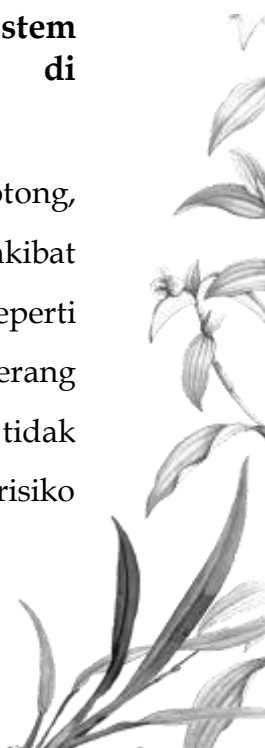 stem
di
otong,
akibat
eperti
erang
tidak
risiko